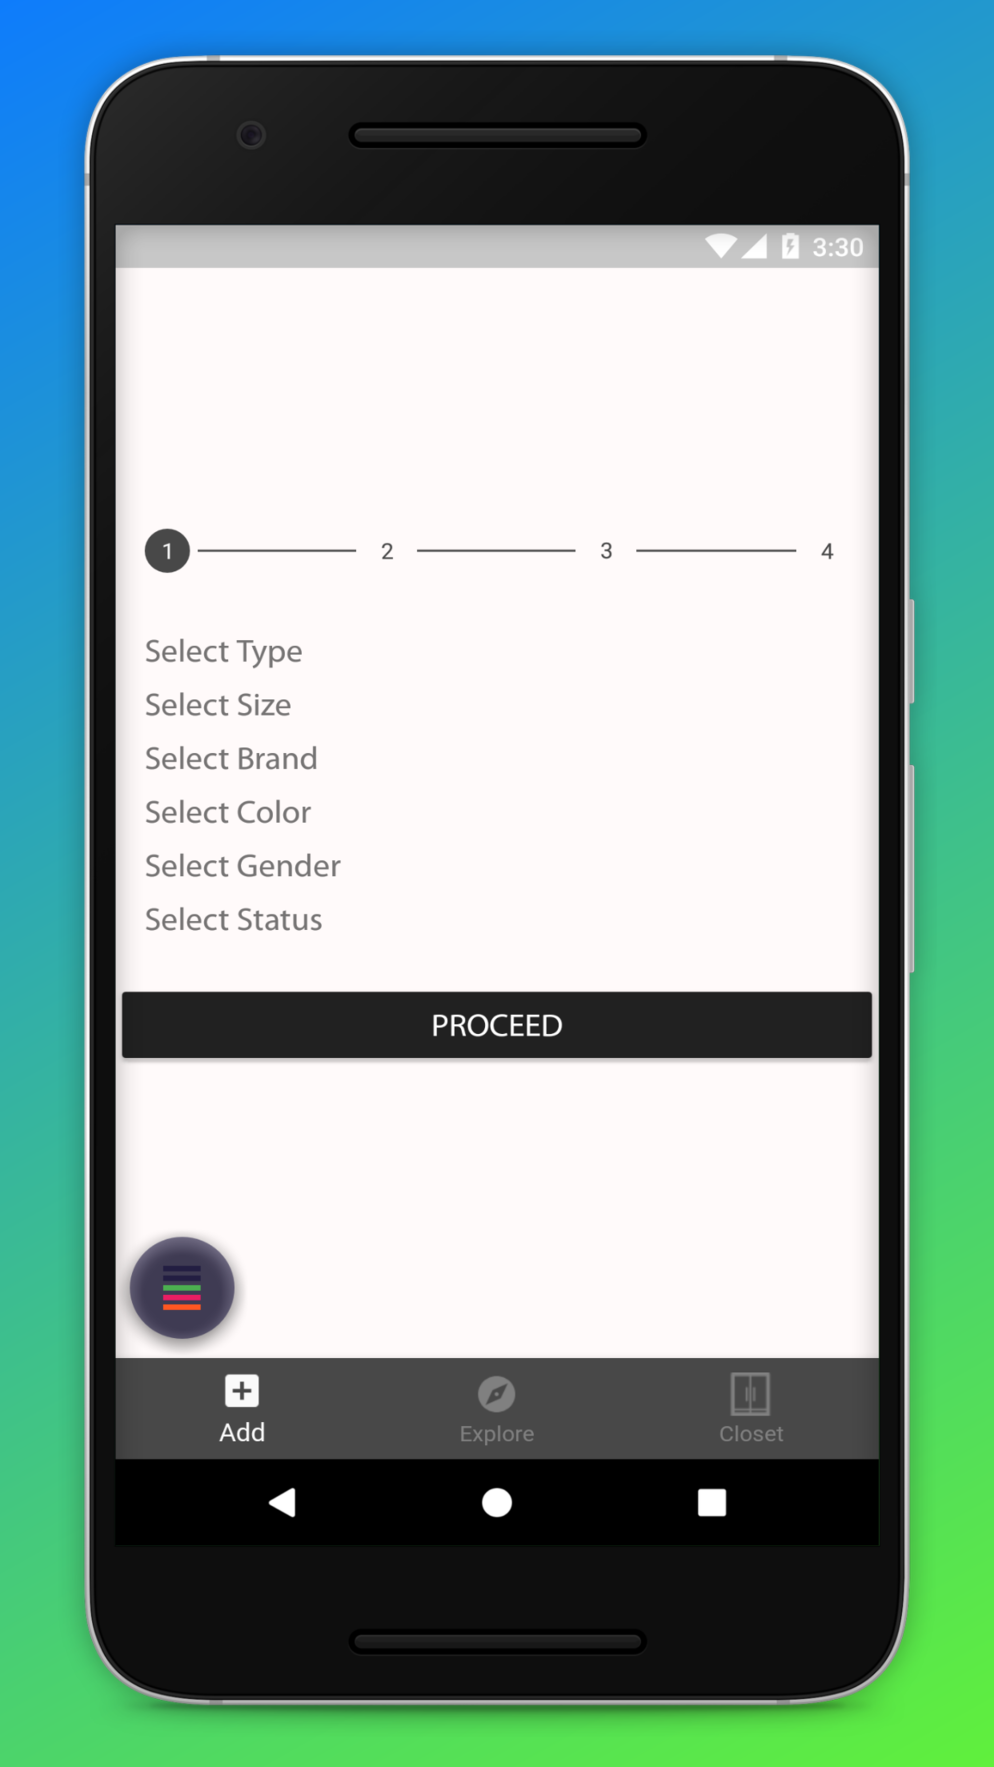 3:30
1 2 3 4
Select Type
Select Size
Select Brand
Select Color
Select Gender
Select Status
PROCEED
Add Explore Closet